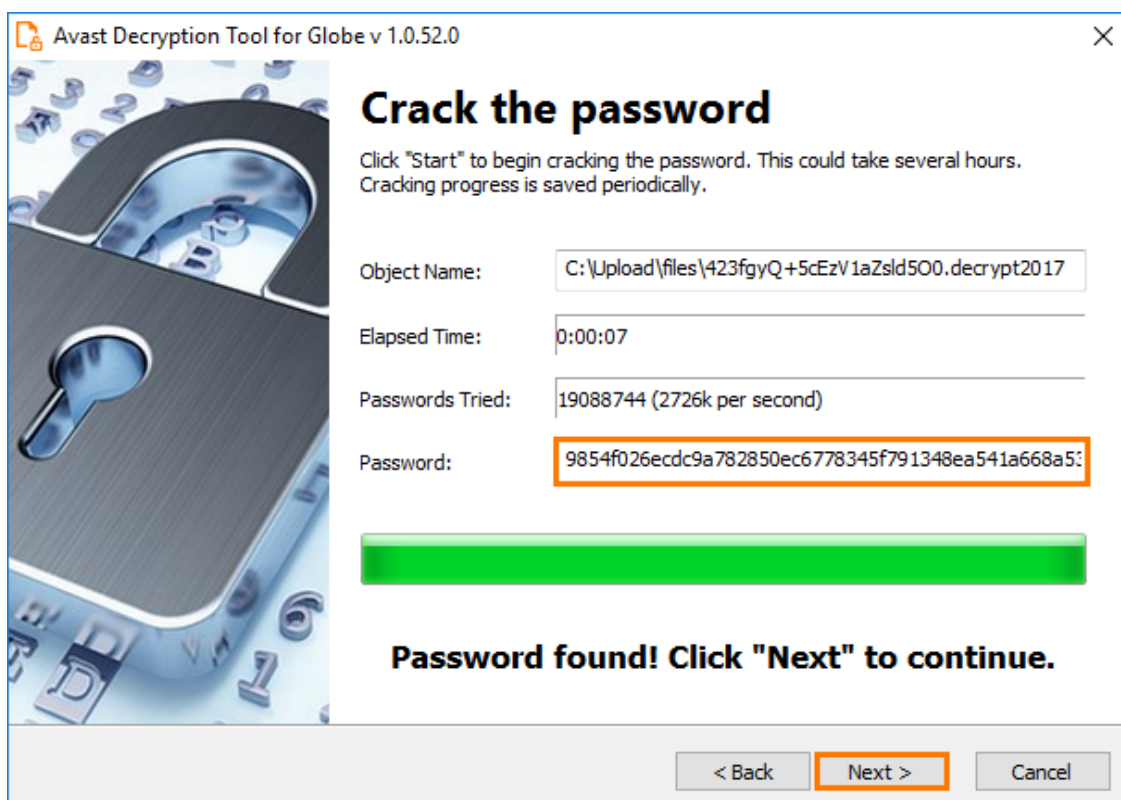 Avast Decryption Tool for Globe v 1.0.52.0
Crack the password
Click "Start" to begin cracking the password. This could take several hours.
Cracking progress is saved periodically.
Object Name: C:\Upload\files\423fgyQ+5cEzV1aZsld5O0.decrypt2017
Elapsed Time: 0:00:07
Passwords Tried: 19088744 (2726k per second)
Password: 9854f026ecdc9a782850ec6778345f791348ea541a668a53
Password found! Click "Next" to continue.
< Back Next > Cancel